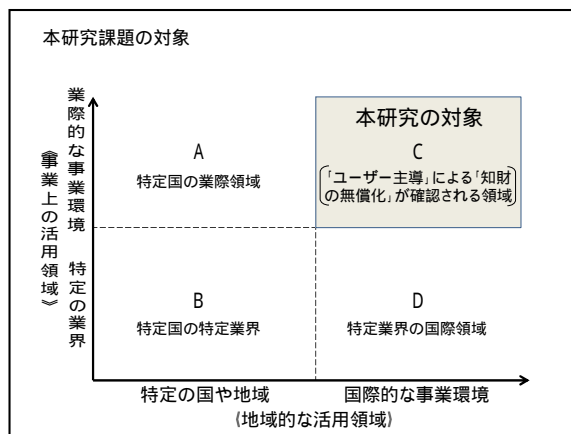 本研究課題の対象
業際的な事業環境
特定の業界
《事業上の活用領域》
A
特定国の業際領域
本研究の対象
C
「ユーザー主導」による「知財
の無償化」が確認される領域
B
特定国の特定業界
D
特定業界の国際領域
特定の国や地域
国際的な事業環境
(地域的な活用領域)